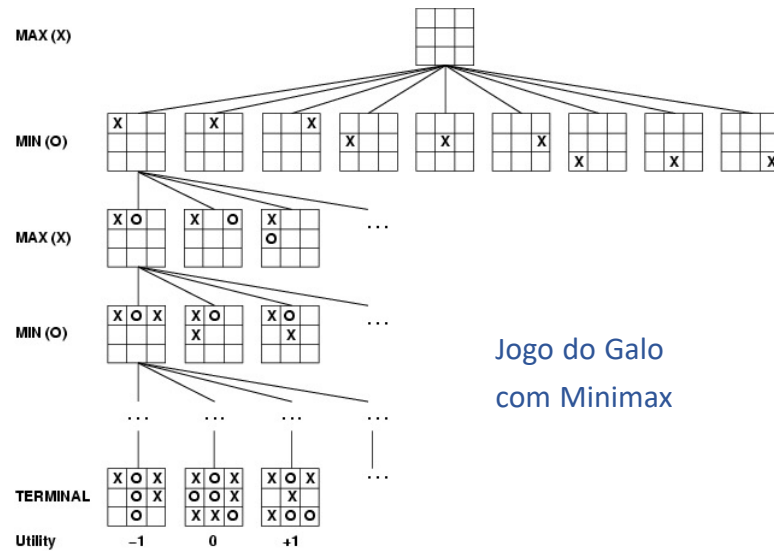 MAX (X)
X X X
MIN (O) X X X
X X X
X O X O X ...
MAX (X) O
X O X X O X O ...
MIN (O) X X
Jogo do Galo
com Minimax
... ... ... ...
X O X X O X X O X ...
TERMINAL O X O O X X
O X X O X O O
Utility −1 0 +1